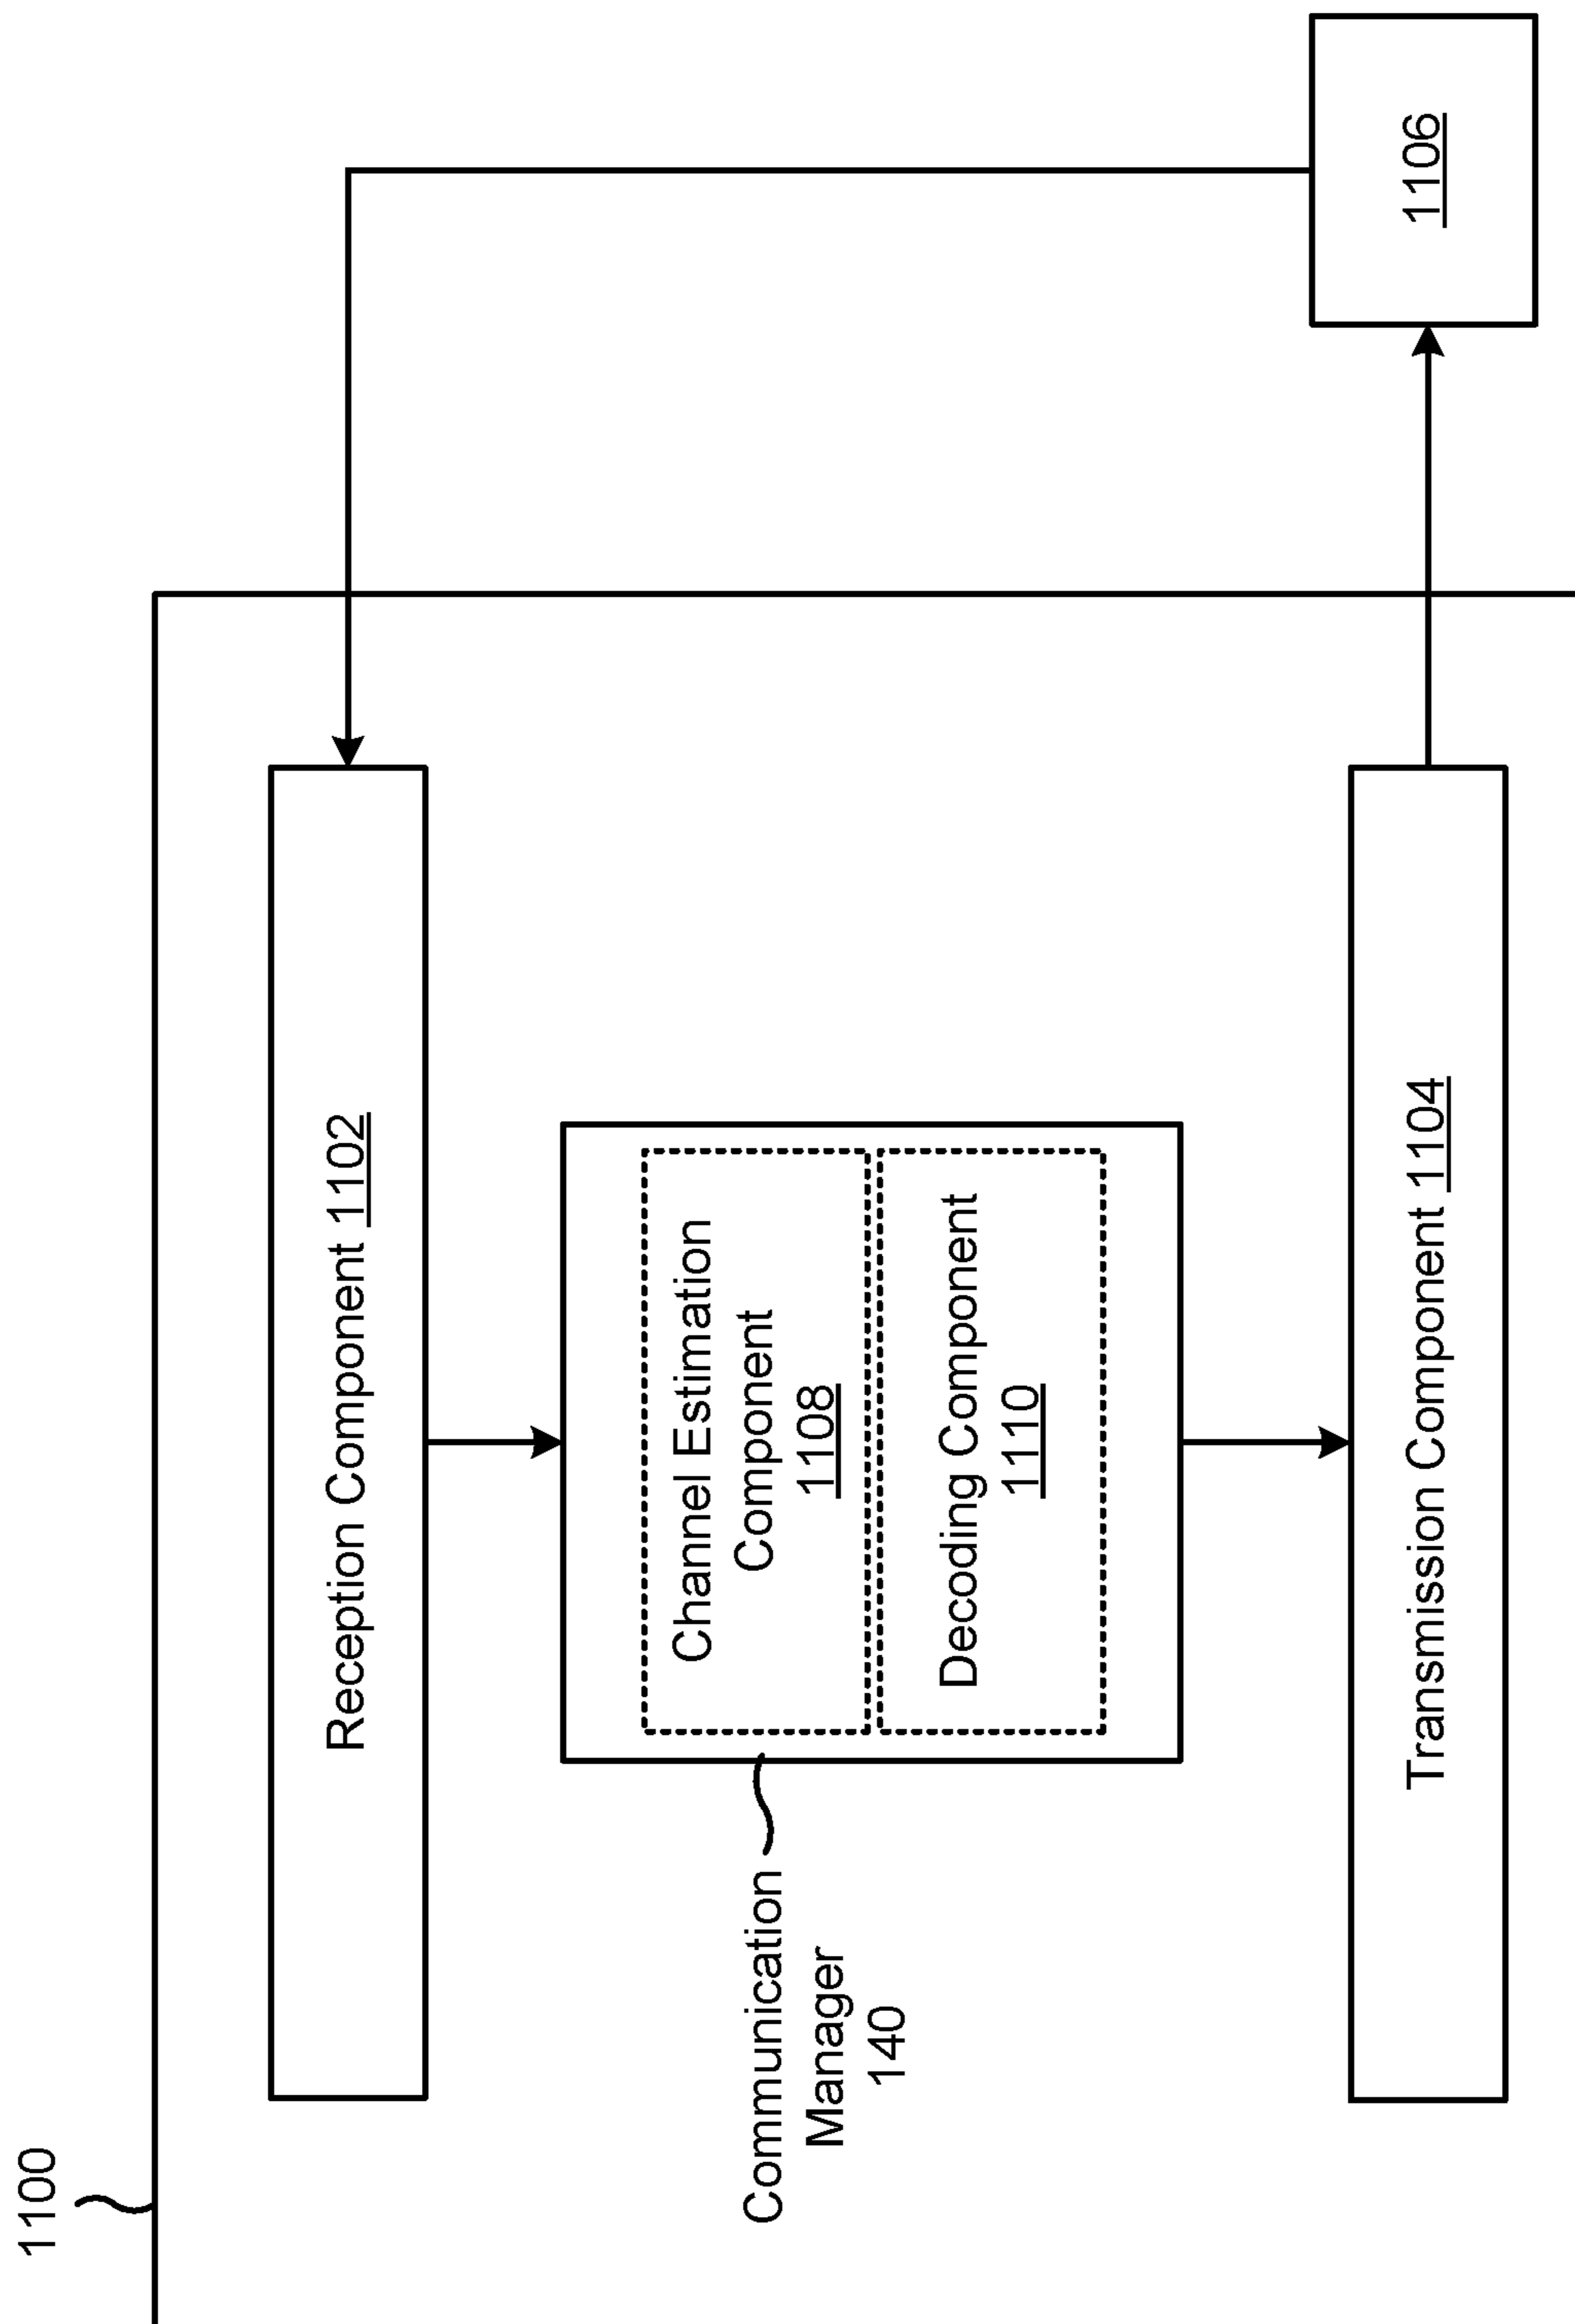 1100
Reception Component 1102
Communication
Manager
140
Channel Estimation
Component
1108
Decoding Component
1110
Transmission Component 1104
1106